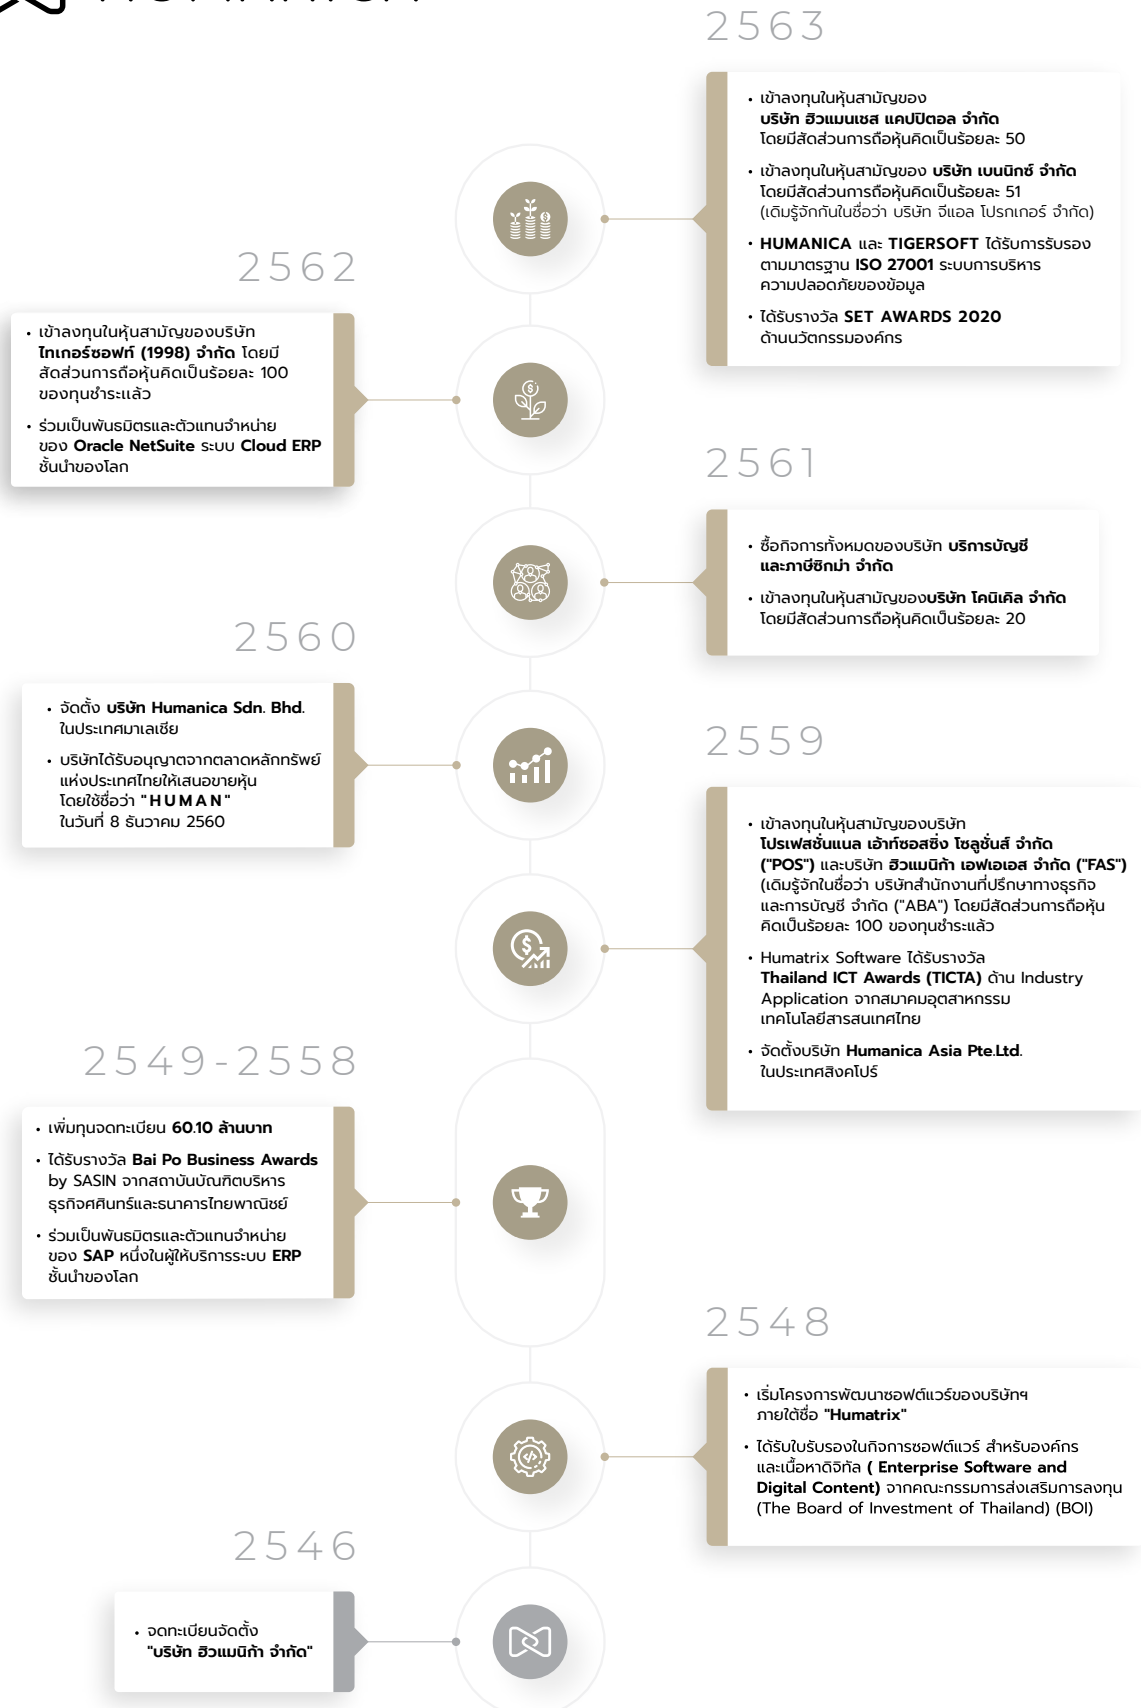 2563
• เข้าลงทุนในหุ้นสามัญของ
บริษัท ฮิวแมนเชส แคปปิตอล จำกัด
โดยมีสัดส่วนการถือหุ้นคิดเป็นร้อยละ 50
• เข้าลงทุนในหุ้นสามัญของ บริษัท เบนนิกซ์ จำกัด
โดยมีสัดส่วนการถือหุ้นคิดเป็นร้อยละ 51
(เดิมรู้จักกันในชื่อว่า บริษัท จีแอล โปรกเกอร์ จำกัด)
• HUMANICA และ TIGERSOFT ได้รับการรับรอง
ตามมาตรฐาน ISO 27001 ระบบการบริหาร
ความปลอดภัยของข้อมูล
• ได้รับรางวัล SET AWARDS 2020
ด้านนวัตกรรมองค์กร
2562
• เข้าลงทุนในหุ้นสามัญของบริษัท
ไทเกอร์ซอฟท์ (1998) จำกัด โดยมี
สัดส่วนการถือหุ้นคิดเป็นร้อยละ 100
ของทุนชำระแล้ว
• ร่วมเป็นพันธมิตรและตัวแทนจำหน่าย
ของ Oracle NetSuite ระบบ Cloud ERP
ชั้นนำของโลก
2561
• ซื้อกิจการทั้งหมดของบริษัท บริการบัญชี
และภาษีซิกม่า จำกัด
• เข้าลงทุนในหุ้นสามัญของบริษัท โคนิเคิล จำกัด
โดยมีสัดส่วนการถือหุ้นคิดเป็นร้อยละ 20
2560
• จัดตั้ง บริษัท Humanica Sdn. Bhd.
ในประเทศมาเลเซีย
• บริษัทได้รับอนุญาตจากตลาดหลักทรัพย์
แห่งประเทศไทยให้เสนอขายหุ้น
โดยใช้ชื่อว่า "HUMAN"
ในวันที่ 8 ธันวาคม 2560
2559
• เข้าลงทุนในหุ้นสามัญของบริษัท
โปรเฟสชั่นแนล เอ้าท์ซอสซิ่ง โซลูชั่นส์ จำกัด
("POS") และบริษัท ฮิวแมนิก้า เอฟเอเอส จำกัด ("FAS")
(เดิมรู้จักในชื่อว่า บริษัทสำนักงานที่ปรึกษาทางธุรกิจ
และการบัญชี จำกัด ("ABA") โดยมีสัดส่วนการถือหุ้น
คิดเป็นร้อยละ 100 ของทุนชำระแล้ว
• Humatrix Software ได้รับรางวัล
Thailand ICT Awards (TICTA) ด้าน Industry
Application จากสมาคมอุตสาหกรรม
เทคโนโลยีสารสนเทศไทย
• จัดตั้งบริษัท Humanica Asia Pte.Ltd.
ในประเทศสิงคโปร์
2549-2558
• เพิ่มทุนจดทะเบียน 60.10 ล้านบาท
• ได้รับรางวัล Bai Po Business Awards
by SASIN จากสถาบันบัณฑิตบริหาร
ธุรกิจศศินทร์และธนาคารไทยพาณิชย์
• ร่วมเป็นพันธมิตรและตัวแทนจำหน่าย
ของ SAP หนึ่งในผู้ให้บริการระบบ ERP
ชั้นนำของโลก
2548
• เริ่มโครงการพัฒนาซอฟต์แวร์ของบริษัทฯ
ภายใต้ชื่อ "Humatrix"
• ได้รับใบรับรองในกิจการซอฟต์แวร์ สำหรับองค์กร
และเนื้อหาดิจิทัล ( Enterprise Software and
Digital Content) จากคณะกรรมการส่งเสริมการลงทุน
(The Board of Investment of Thailand) (BOI)
2546
• จดทะเบียนจัดตั้ง
"บริษัท ฮิวแมนิก้า จำกัด"